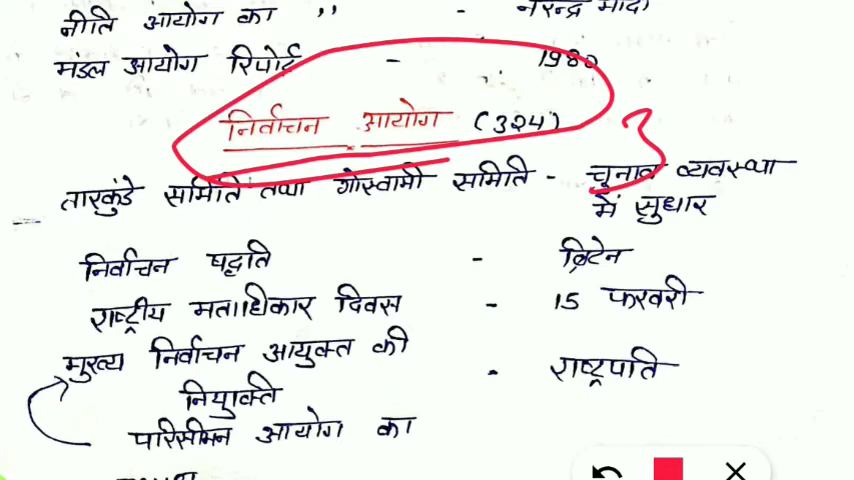 नीति आयोग का ,, - नरेन्द्र मोदी
मंडल आयोग रिपोर्ट - 1980
निर्वाचन आयोग (324)
तारकुंडे समिति तथा गोस्वामी समिति - चुनाव व्यवस्था
में सुधार
निर्वाचन पद्दति - ब्रिटेन
राष्ट्रीय मताधिकार दिवस - 15 फरवरी
मुख्य निर्वाचन आयुक्त की
नियुक्ति - राष्ट्रपति
परिसीमन आयोग का